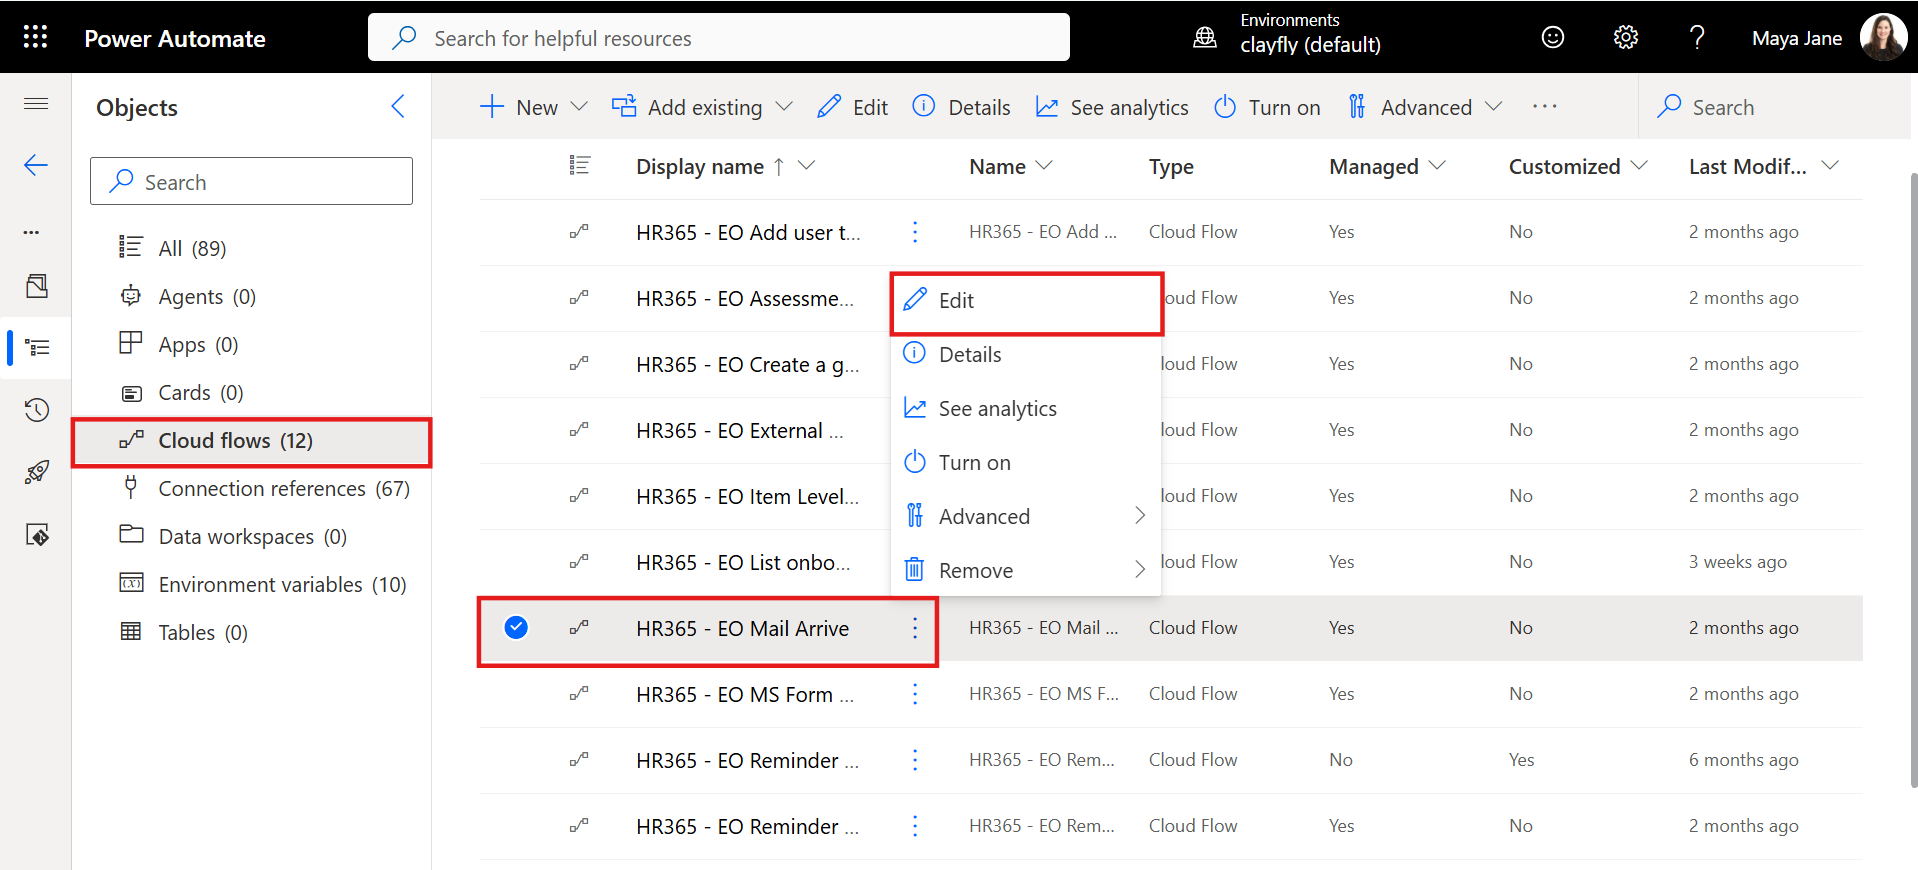 Power Automate
Search for helpful resources
Environments
clayfly (default)
Maya Jane
Objects
New
Add existing
Edit
Details
See analytics
Turn on
Advanced
Search
Search
All (89)
Agents (0)
Apps (0)
Cards (0)
Cloud flows (12)
Connection references (67)
Data workspaces (0)
Environment variables (10)
Tables (0)
Display name ↑ Name Type Managed Customized Last Modif...
HR365 - EO Add user t... HR365 - EO Add ... Cloud Flow Yes No 2 months ago
HR365 - EO Assessme... oud Flow Yes No 2 months ago
HR365 - EO Create a g... loud Flow Yes No 2 months ago
HR365 - EO External ... loud Flow Yes No 2 months ago
HR365 - EO Item Level... loud Flow Yes No 2 months ago
HR365 - EO List onbo... loud Flow Yes No 3 weeks ago
HR365 - EO Mail Arrive HR365 - EO Mail ... Cloud Flow Yes No 2 months ago
HR365 - EO MS Form ... HR365 - EO MS F... Cloud Flow Yes No 2 months ago
HR365 - EO Reminder ... HR365 - EO Rem... Cloud Flow No Yes 6 months ago
HR365 - EO Reminder ... HR365 - EO Rem... Cloud Flow Yes No 2 months ago
Edit
Details
See analytics
Turn on
Advanced
Remove